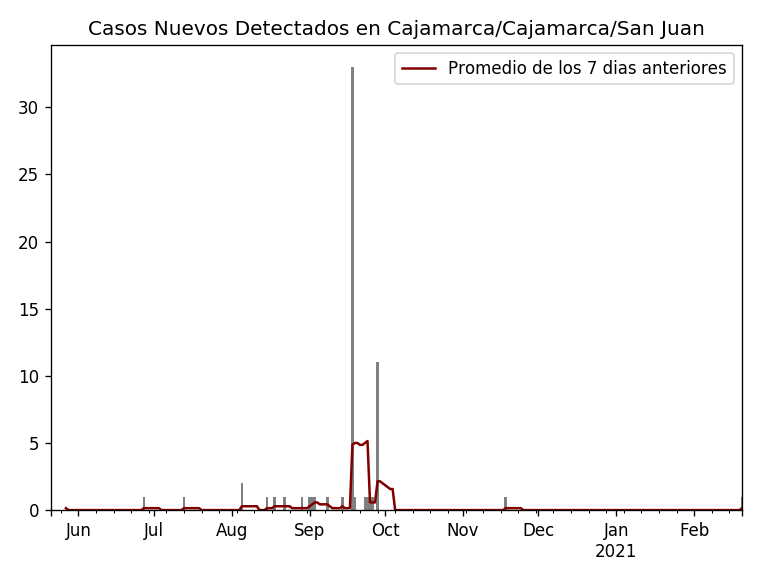 Casos Nuevos Detectados en Cajamarca/Cajamarca/San Juan
Promedio de los 7 dias anteriores
30
25
20
15
10
5
0
Jun Jul Aug Sep Oct Nov Dec Jan Feb
2021